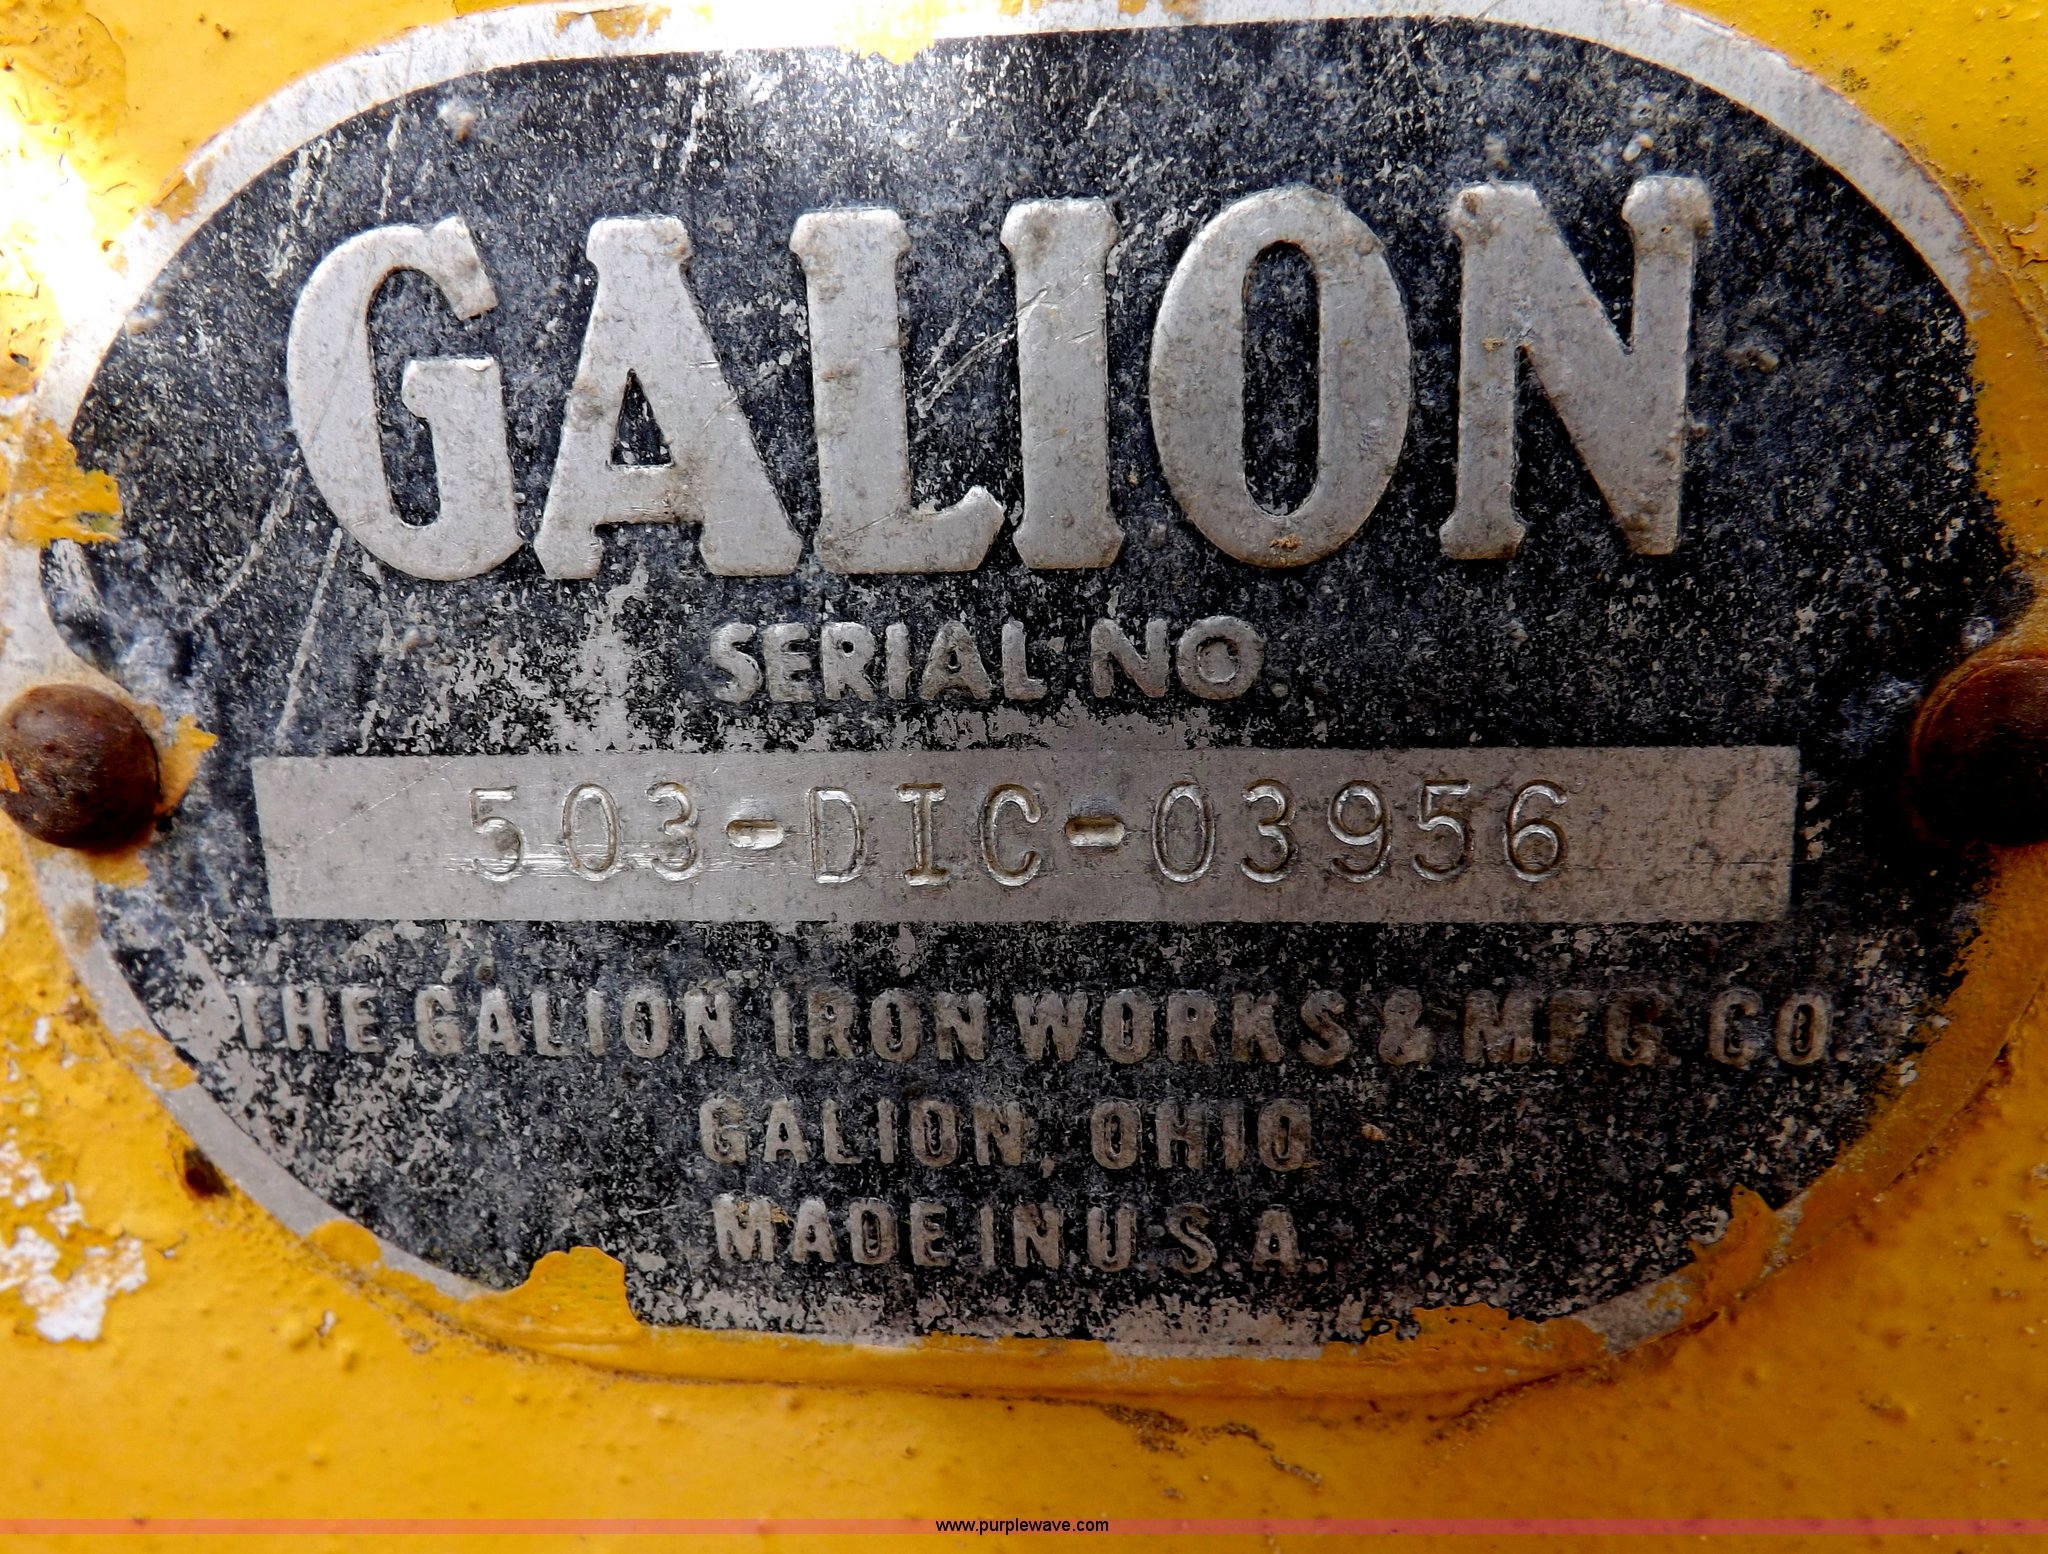 GALION
SERIAL NO.
503-DIC-03956
THE GALION IRON WORKS & MFG. CO.
GALION, OHIO
MADE IN U.S.A.
www.purplewave.com